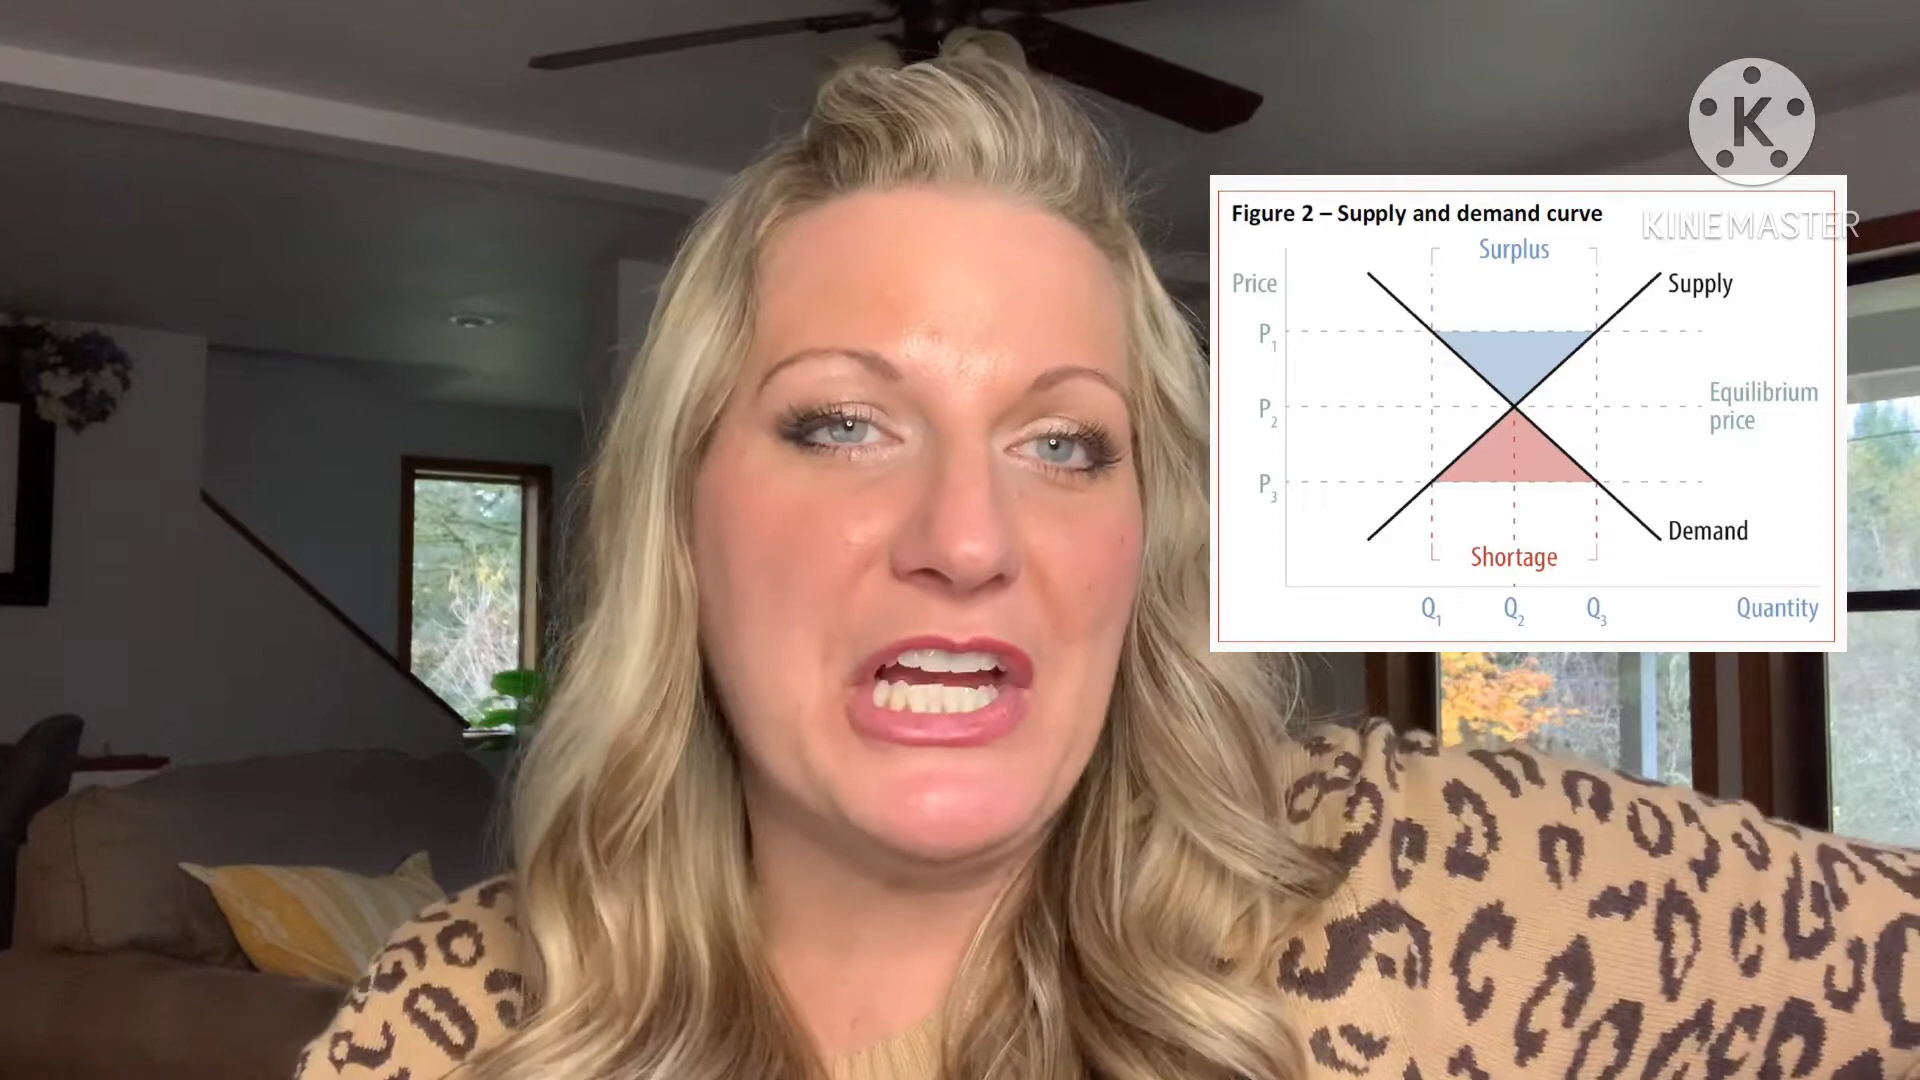 K
KINEMASTER
Figure 2 – Supply and demand curve
Surplus
Price
Supply
P1
Equilibrium
price
P2
P3
Demand
Shortage
Q1 Q2 Q3 Quantity